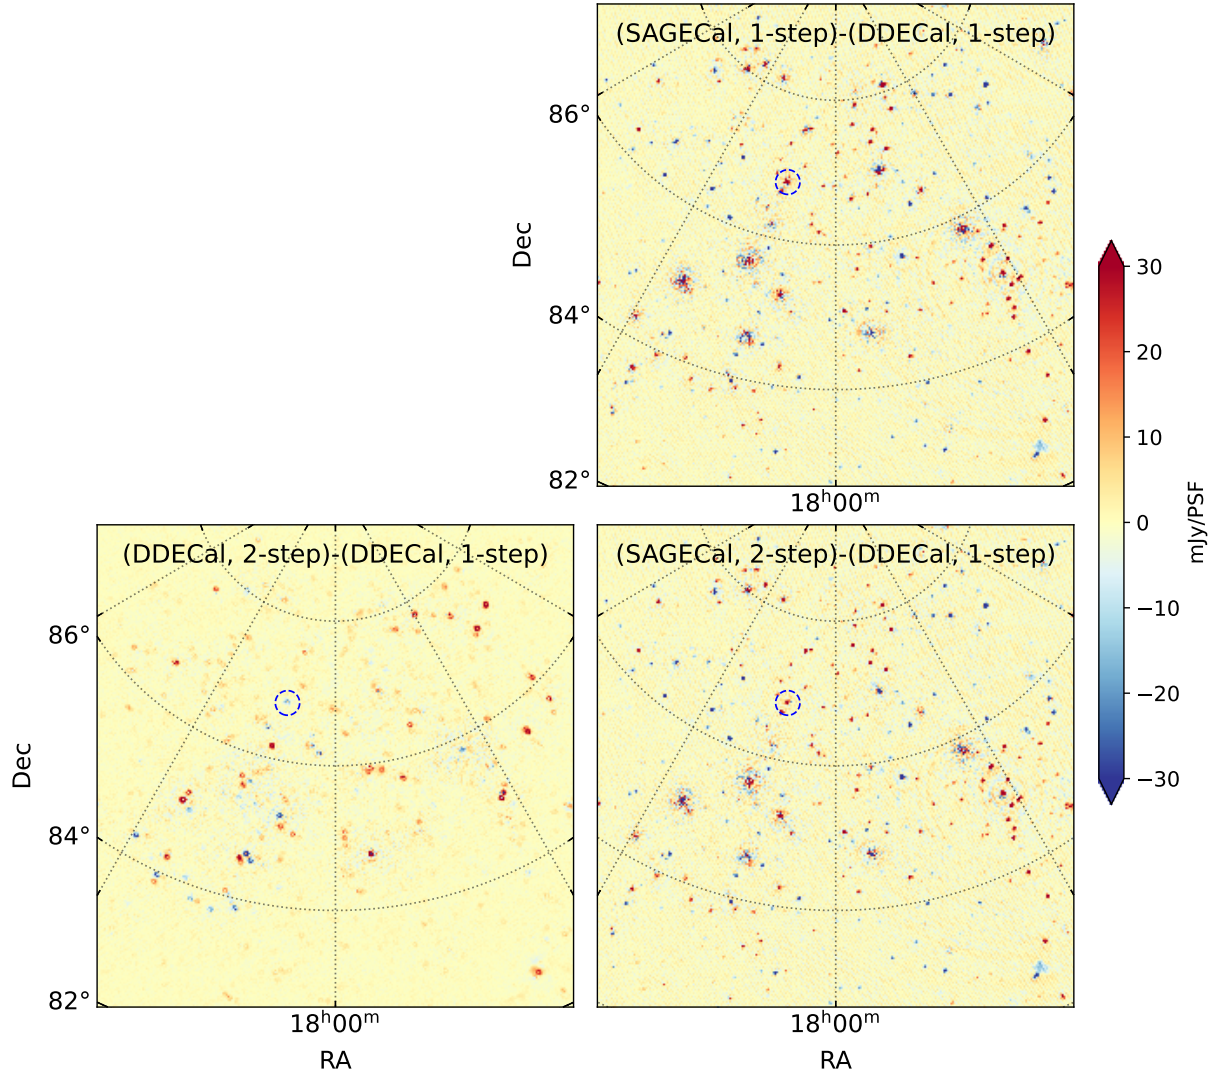 (SAGECal, 1-step)-(DDECal, 1-step)
86°
Dec
84°
82°
18ʰ00ᵐ
30
20
10
0
−10
−20
−30
mJy/PSF
(DDECal, 2-step)-(DDECal, 1-step)
(SAGECal, 2-step)-(DDECal, 1-step)
86°
Dec
84°
82°
18ʰ00ᵐ
18ʰ00ᵐ
RA
RA